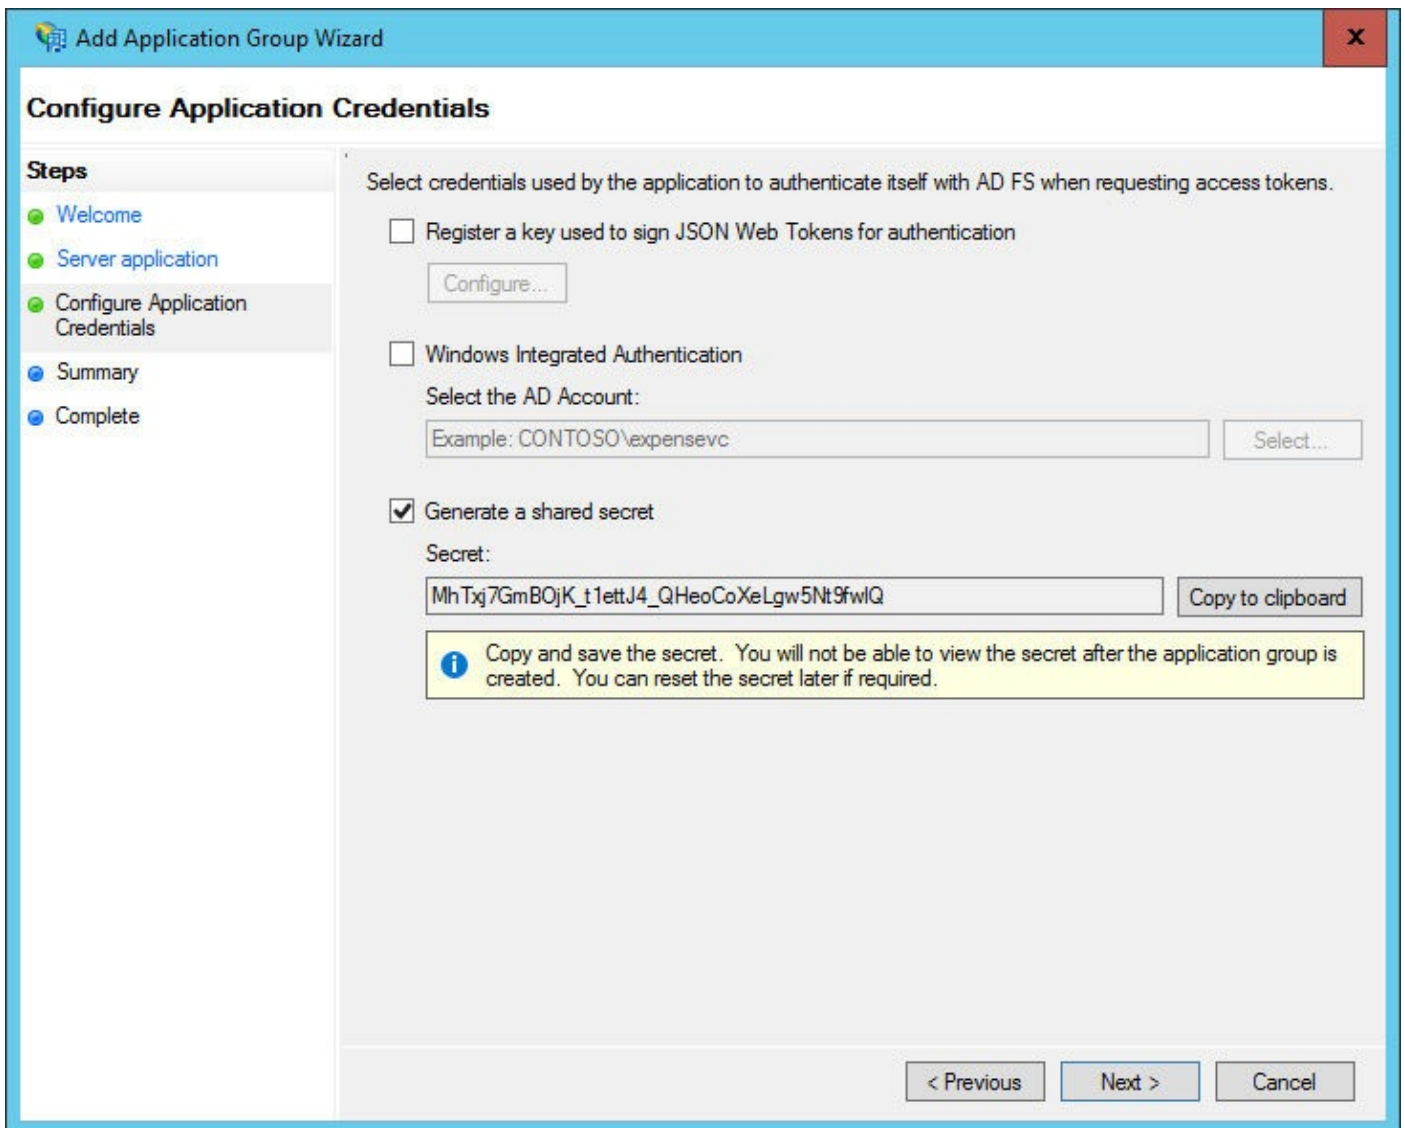 Add Application Group Wizard
x
Configure Application Credentials
Steps
Welcome
Server application
Configure Application
Credentials
Summary
Complete
Select credentials used by the application to authenticate itself with AD FS when requesting access tokens.
Register a key used to sign JSON Web Tokens for authentication
Configure...
Windows Integrated Authentication
Select the AD Account:
Example: CONTOSO\expensevc
Select...
Generate a shared secret
Secret:
MhTxj7GmBOjK_t1ettJ4_QHeoCoXeLgw5Nt9fwIQ
Copy to clipboard
Copy and save the secret. You will not be able to view the secret after the application group is
created. You can reset the secret later if required.
< Previous
Next >
Cancel